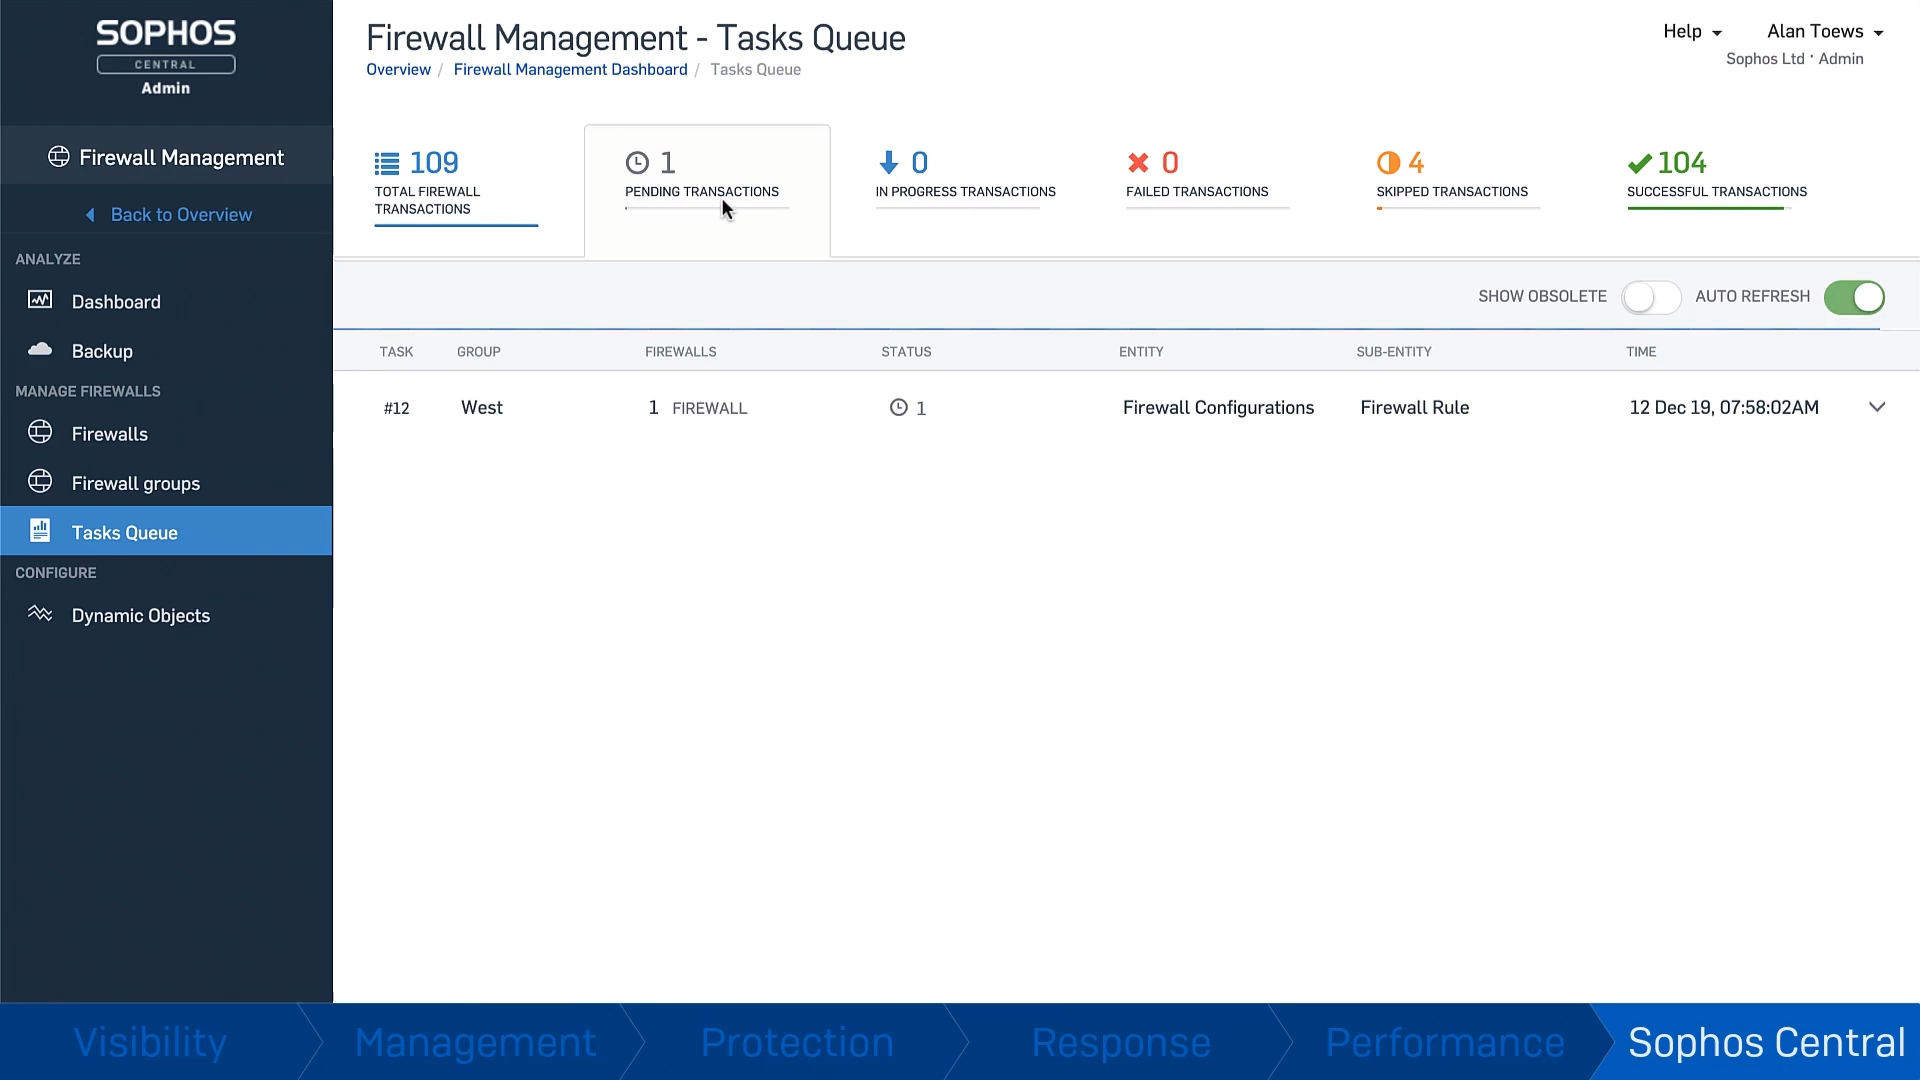 SOPHOS
CENTRAL
Admin
Firewall Management
Back to Overview
ANALYZE
Dashboard
Backup
MANAGE FIREWALLS
Firewalls
Firewall groups
Tasks Queue
CONFIGURE
Dynamic Objects
Firewall Management - Tasks Queue
Overview / Firewall Management Dashboard / Tasks Queue
Help
Alan Toews
Sophos Ltd · Admin
109
TOTAL FIREWALL
TRANSACTIONS
1
PENDING TRANSACTIONS
0
IN PROGRESS TRANSACTIONS
0
FAILED TRANSACTIONS
4
SKIPPED TRANSACTIONS
104
SUCCESSFUL TRANSACTIONS
SHOW OBSOLETE AUTO REFRESH
TASK GROUP FIREWALLS STATUS ENTITY SUB-ENTITY TIME
#12 West 1 FIREWALL 1 Firewall Configurations Firewall Rule 12 Dec 19, 07:58:02AM
Visibility Management Protection Response Performance Sophos Central